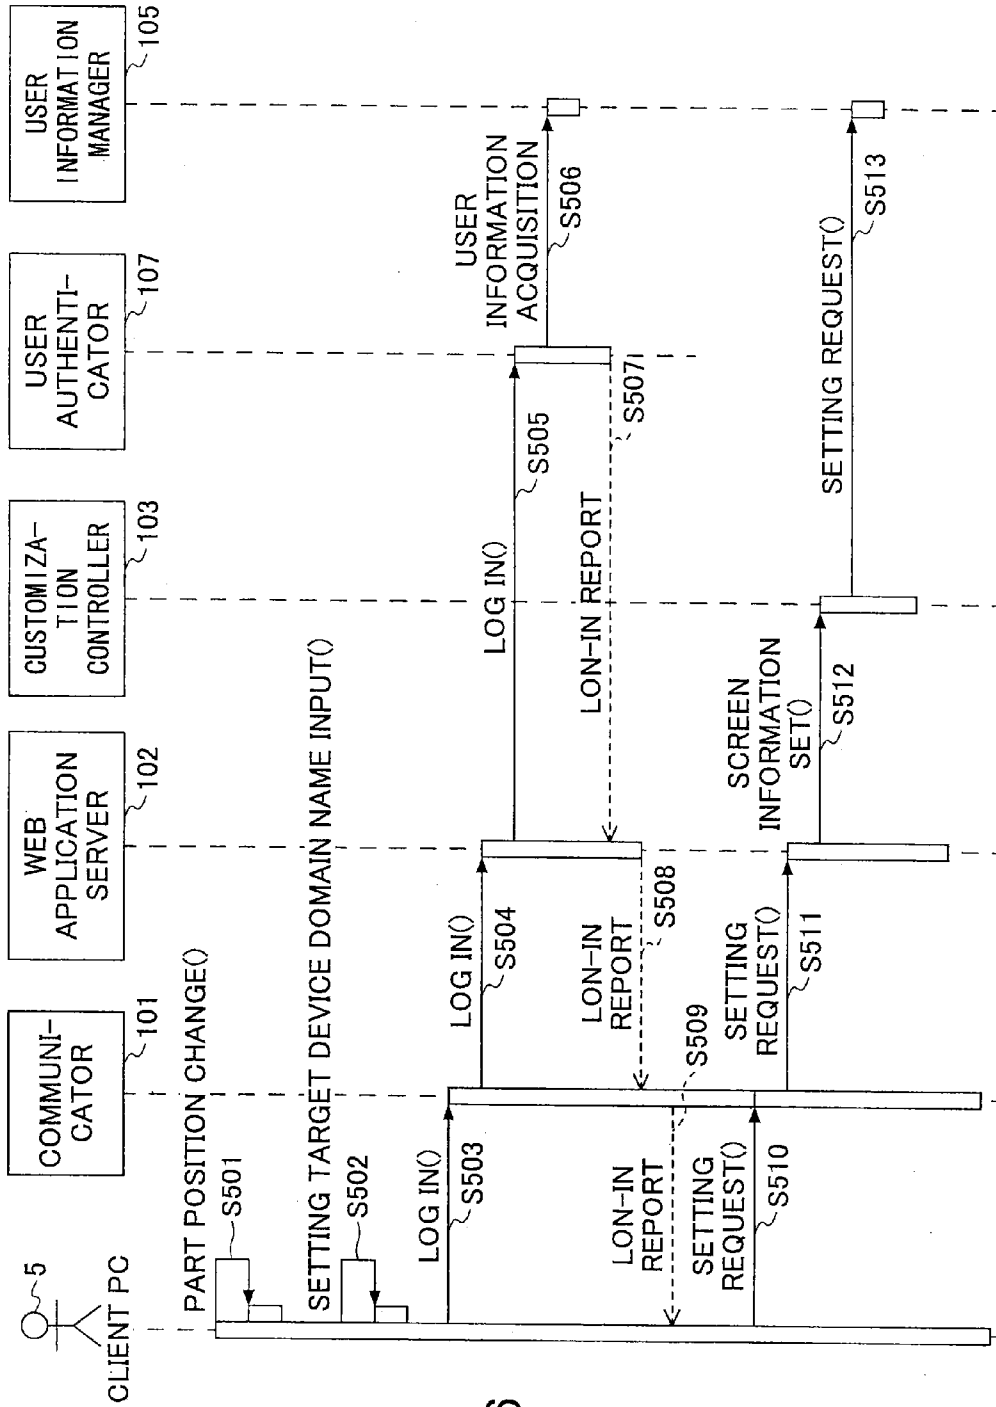 5
CLIENT PC
COMMUNI-
CATOR
101
WEB
APPLICATION
SERVER
102
CUSTOMIZA-
TION
CONTROLLER
103
USER
AUTHENTI-
CATOR
107
USER
INFORMATION
MANAGER
105
PART POSITION CHANGE()
S501
SETTING TARGET DEVICE DOMAIN NAME INPUT()
S502
LOG IN()
S503
LOG IN()
S504
LOG IN()
S505
USER
INFORMATION
ACQUISITION
S506
LON-IN REPORT
S507
LON-IN
REPORT
S508
LON-IN
REPORT
S509
SETTING
REQUEST()
S510
SETTING
REQUEST()
S511
SCREEN
INFORMATION
SET()
S512
SETTING REQUEST()
S513